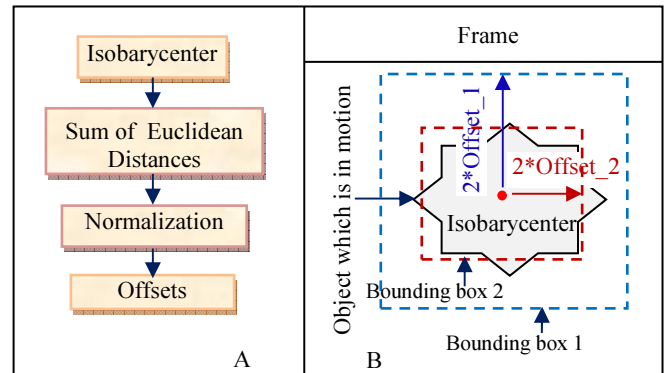 Isobarycenter
Sum of Euclidean
Distances
Normalization
Offsets
A
Frame
Object which is in motion
2*Offset_1
2*Offset_2
Isobarycenter
Bounding box 2
Bounding box 1
B